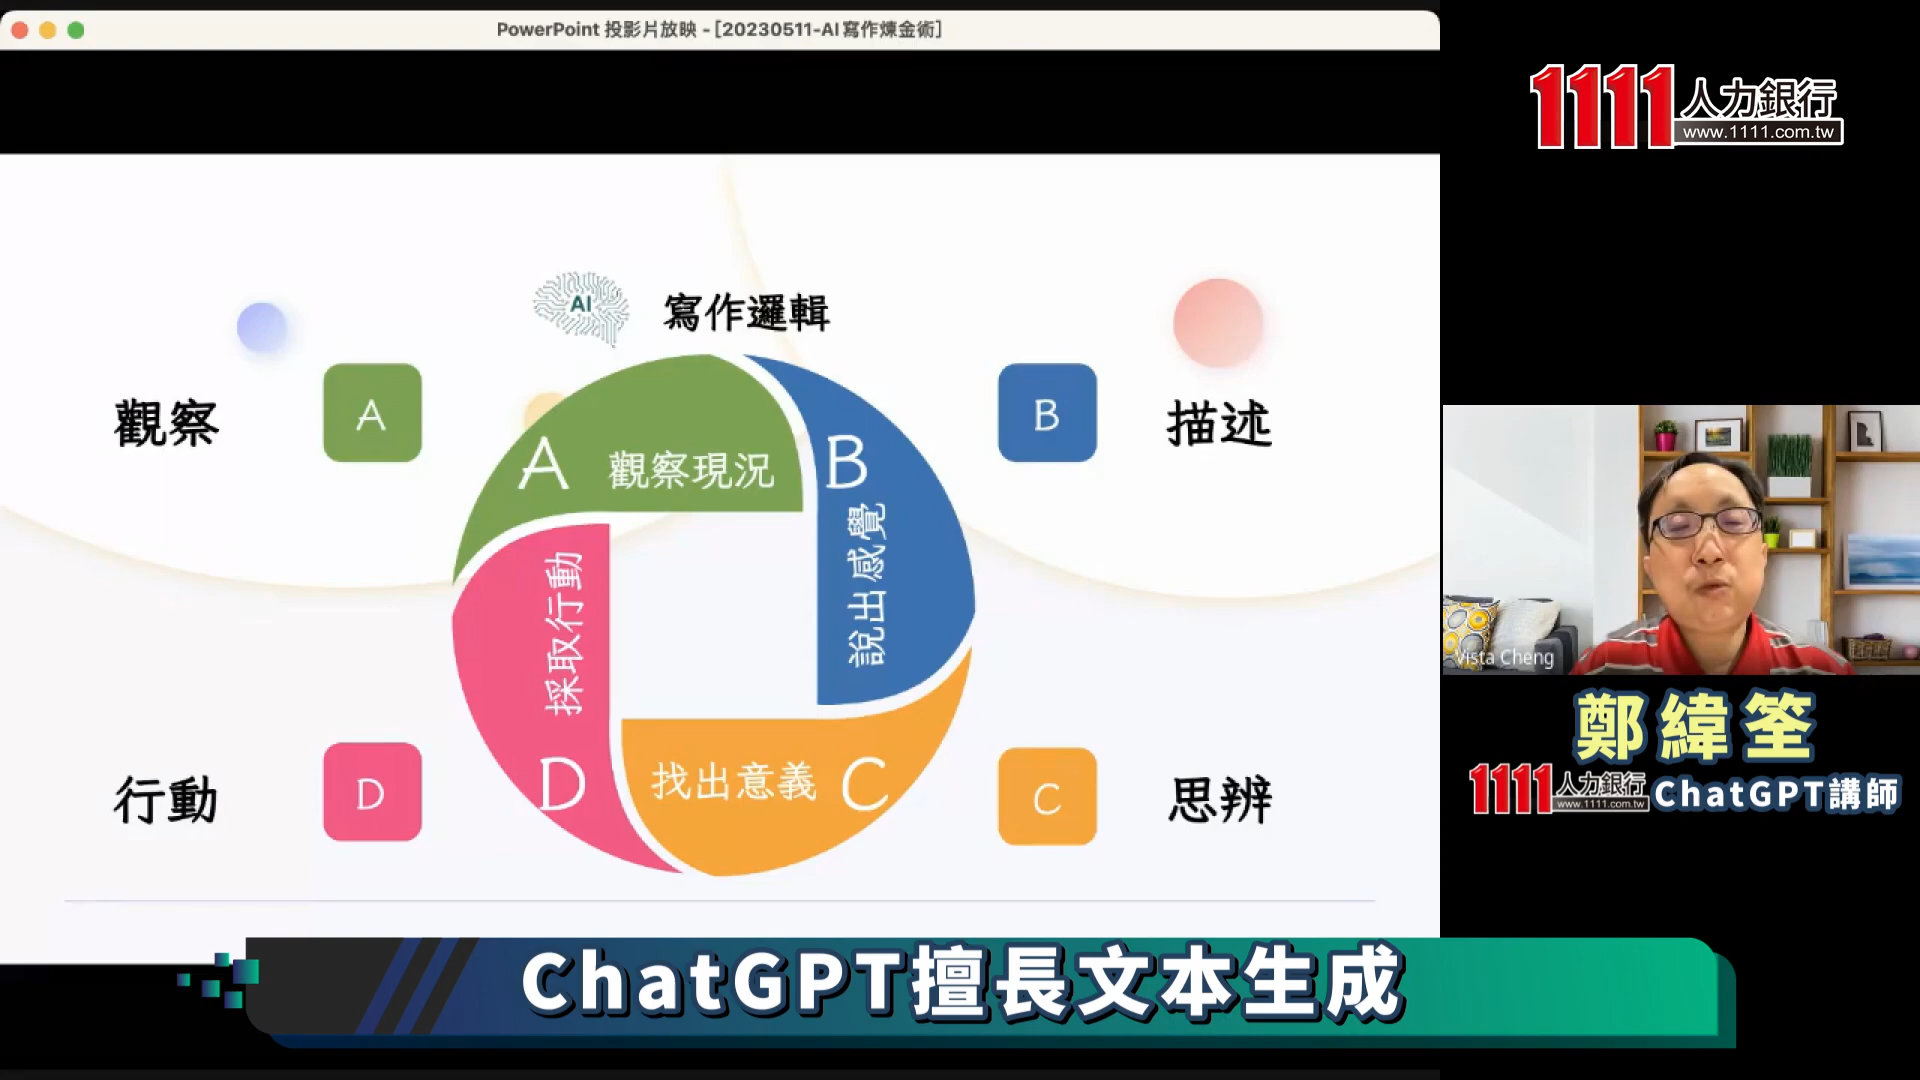 PowerPoint 投影片放映 - [20230511-AI寫作煉金術]
1111人力銀行
www.1111.com.tw
AI
寫作邏輯
觀察
A
B
描述
A 觀察現況
B 說出感覺
採取行動 D
找出意義 C
行動
D
C
思辨
Vista Cheng
鄭緯筌
1111人力銀行
www.1111.com.tw
ChatGPT講師
ChatGPT擅長文本生成